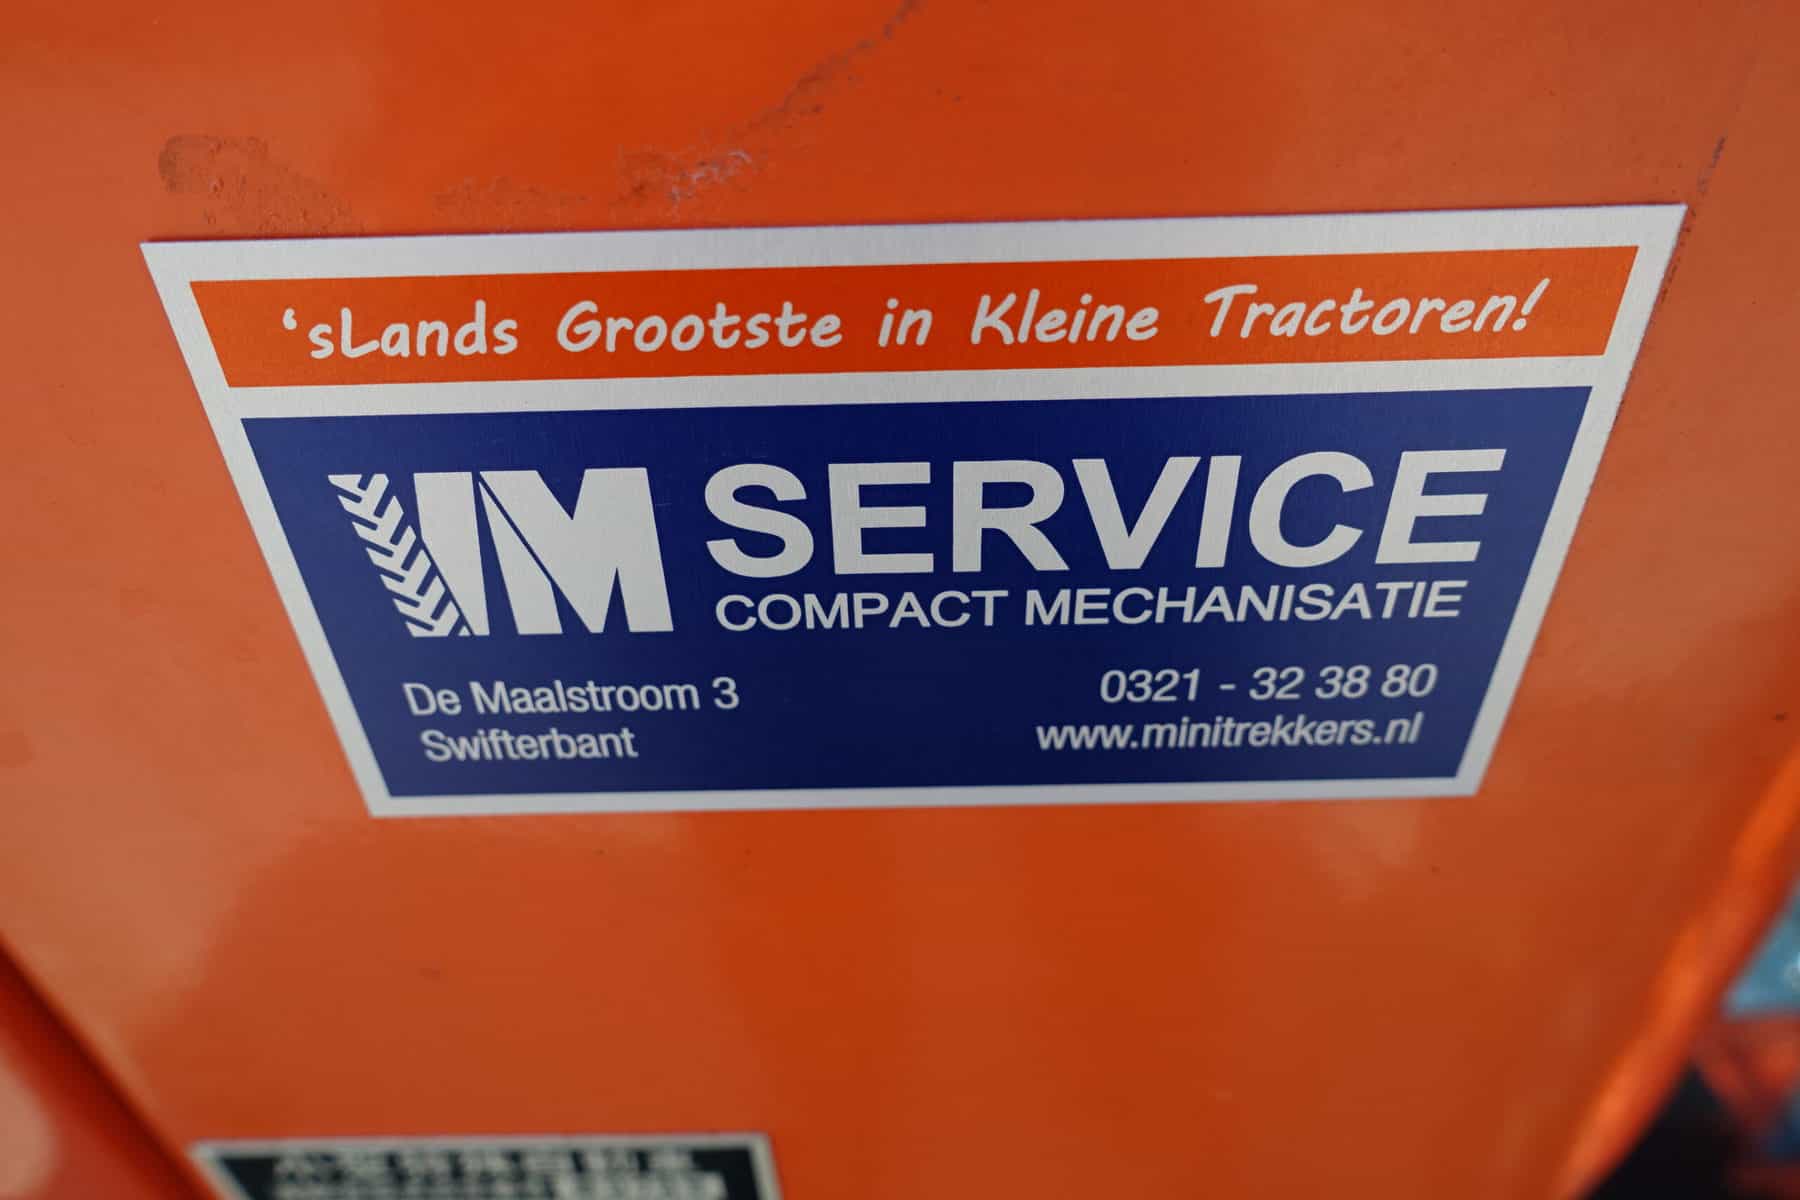 ‘sLands Grootste in Kleine Tractoren!
IM SERVICE
COMPACT MECHANISATIE
De Maalstroom 3
Swifterbant
0321 - 32 38 80
www.minitrekkers.nl